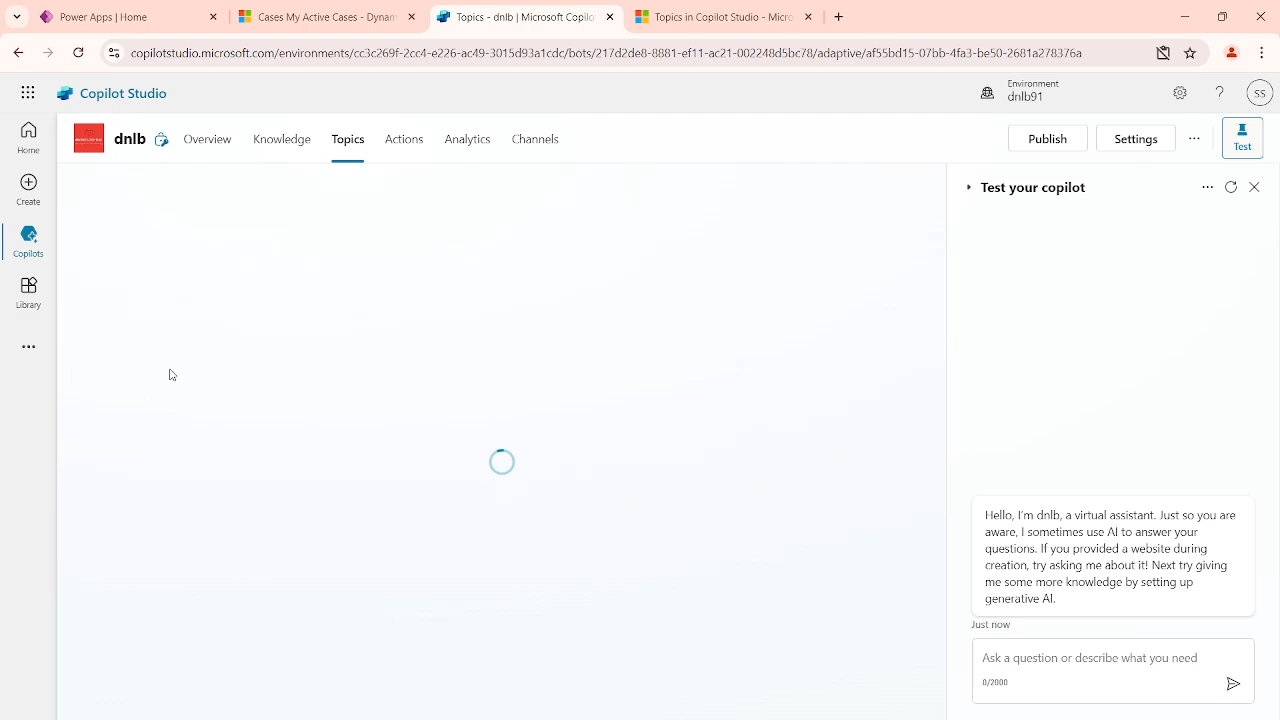 Power Apps | Home
Cases My Active Cases - Dynam
Topics - dnlb | Microsoft Copilo
Topics in Copilot Studio - Micro
copilotstudio.microsoft.com/environments/cc3c269f-2cc4-e226-ac49-3015d93a1cdc/bots/217d2de8-8881-ef11-ac21-002248d5bc78/adaptive/af55bd15-07bb-4fa3-be50-2681a278376a
Copilot Studio
Environment
dnlb91
SS
Home
Create
Copilots
Library
dnlb
Overview
Knowledge
Topics
Actions
Analytics
Channels
Publish
Settings
Test
Test your copilot
Hello, I'm dnlb, a virtual assistant. Just so you are
aware, I sometimes use AI to answer your
questions. If you provided a website during
creation, try asking me about it! Next try giving
me some more knowledge by setting up
generative AI.
Just now
Ask a question or describe what you need
0/2000